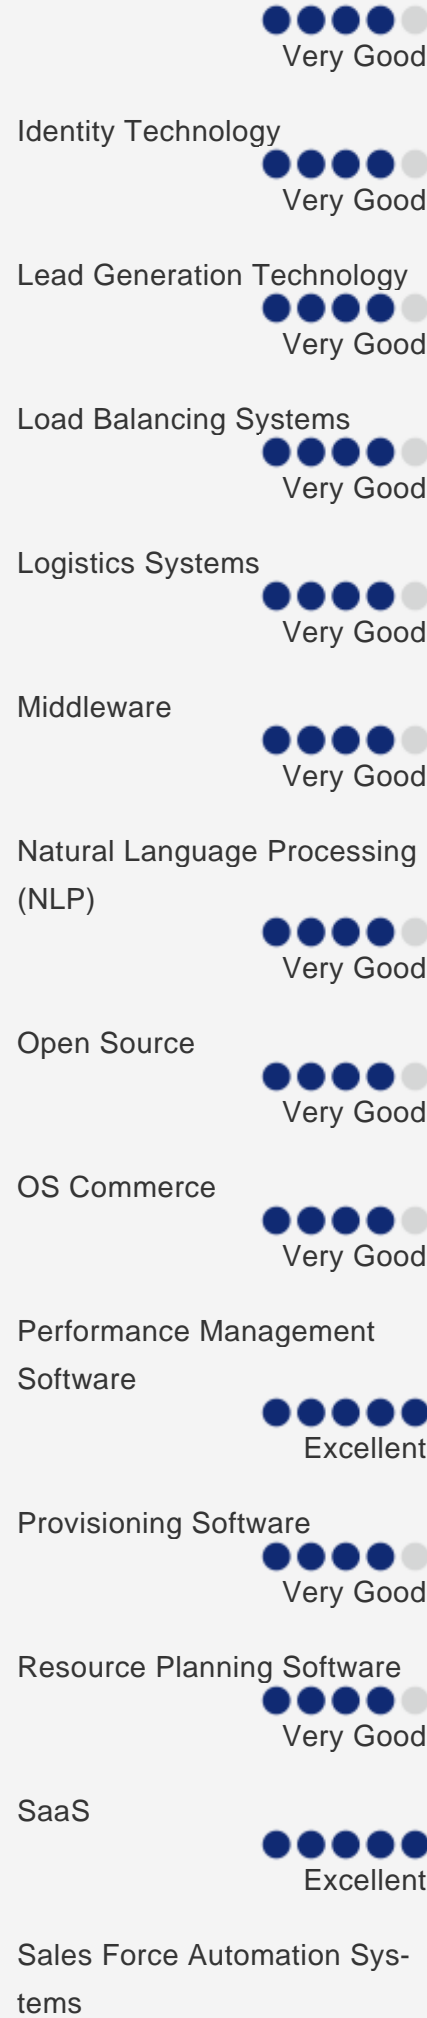 Very Good
Identity Technology
Very Good
Lead Generation Technology
Very Good
Load Balancing Systems
Very Good
Logistics Systems
Very Good
Middleware
Very Good
Natural Language Processing
(NLP)
Very Good
Open Source
Very Good
OS Commerce
Very Good
Performance Management
Software
Excellent
Provisioning Software
Very Good
Resource Planning Software
Very Good
SaaS
Excellent
Sales Force Automation Sys-
tems